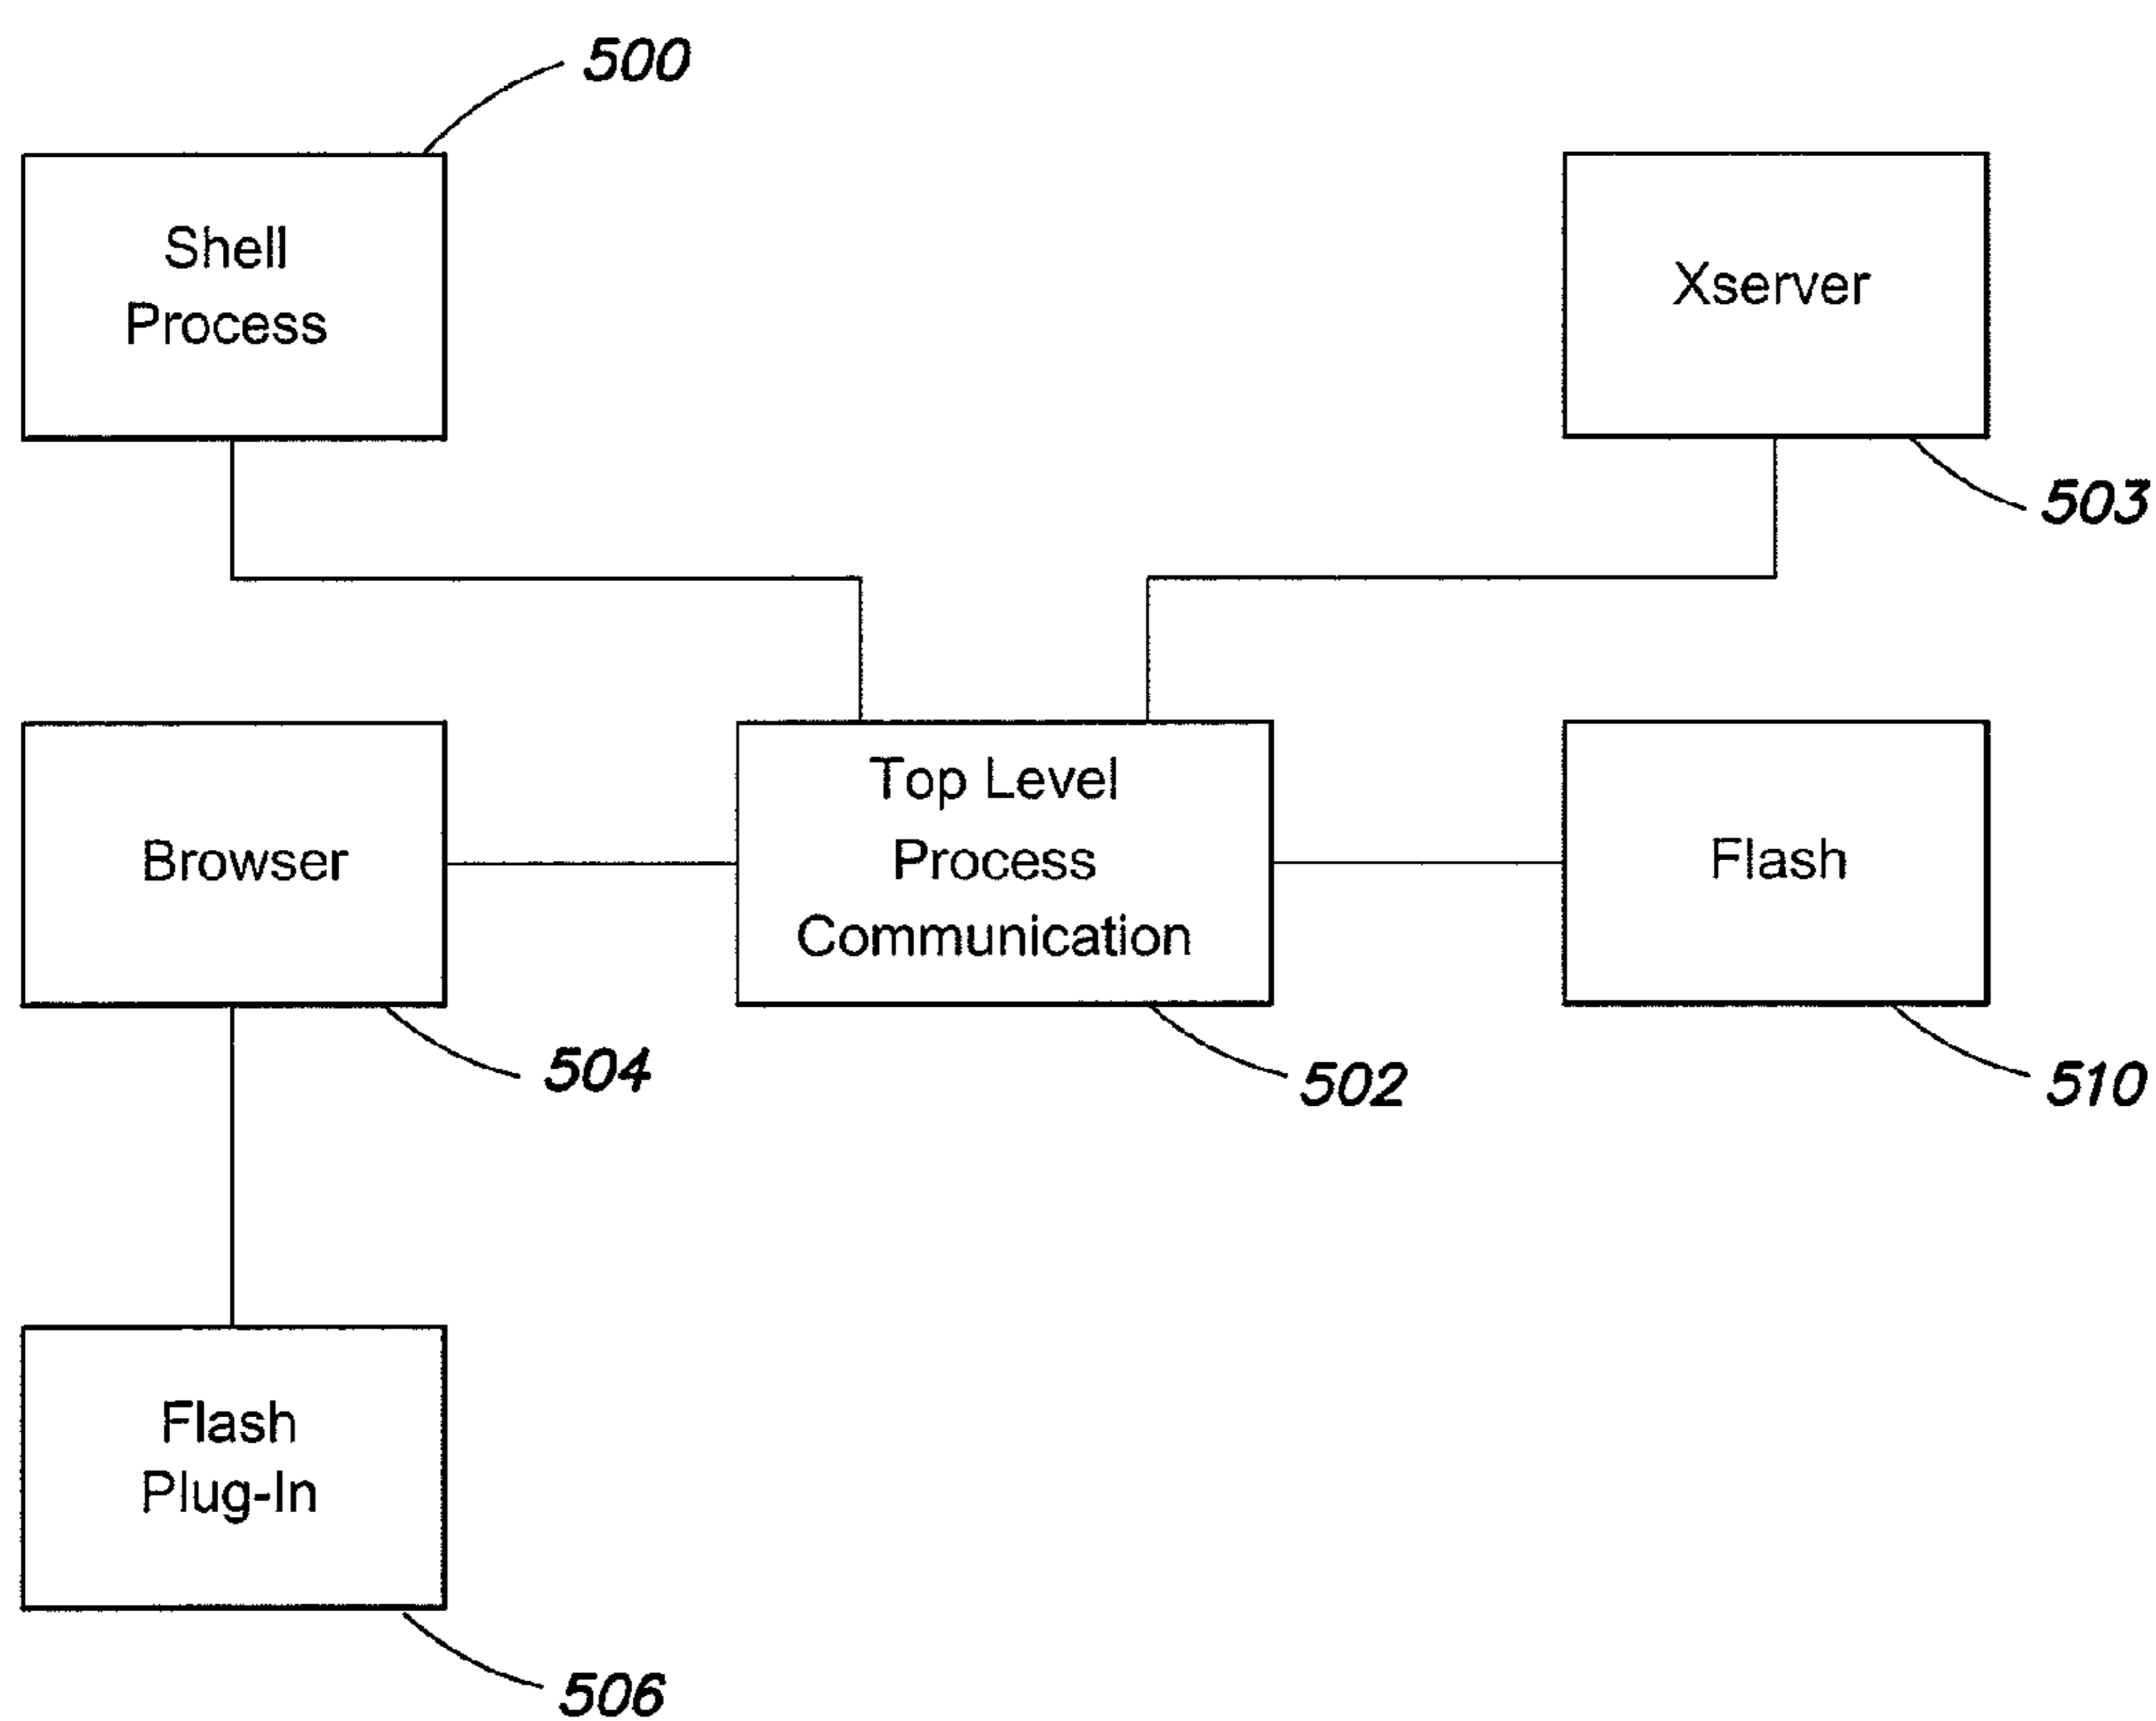 500
Shell
Process
Xserver
503
Browser
504
Top Level
Process
Communication
502
Flash
510
Flash
Plug-In
506